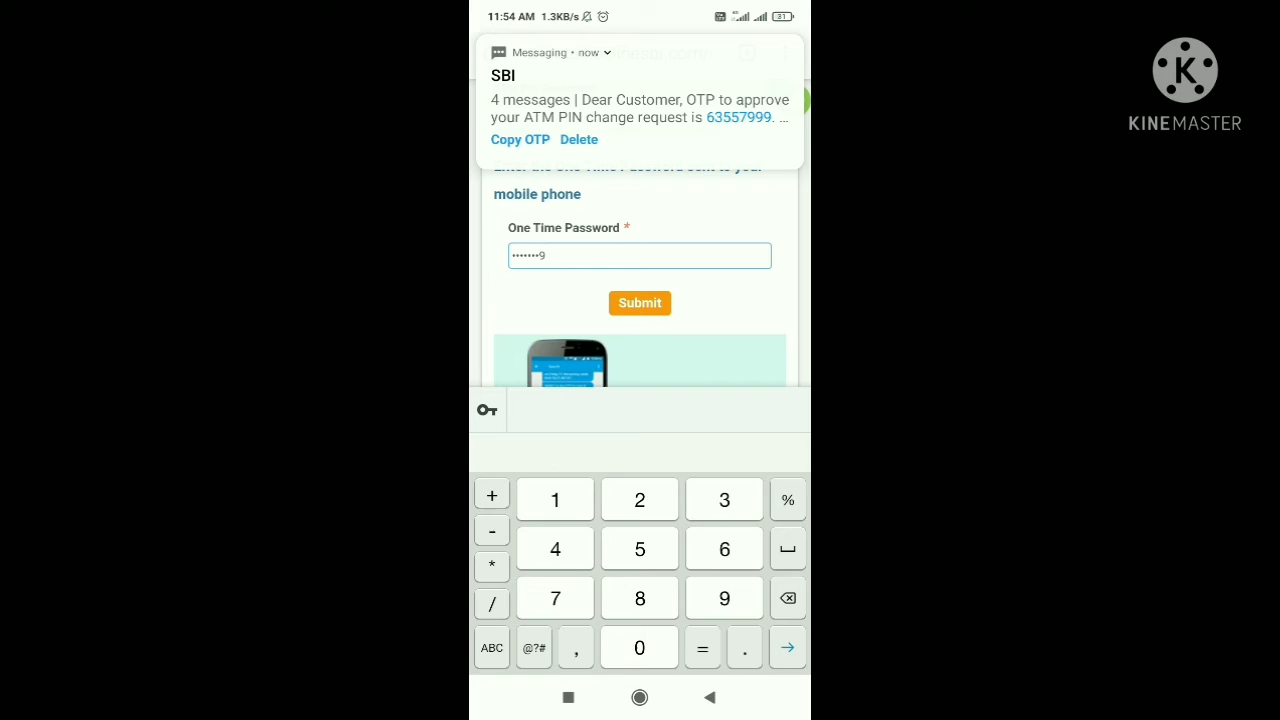 11:54 AM 1.3KB/s
31
Messaging • now
SBI
4 messages | Dear Customer, OTP to approve
your ATM PIN change request is 63557999. ...
Copy OTP Delete
mobile phone
One Time Password *
•••••••9
Submit
+ 1 2 3 %
- 4 5 6
* 7 8 9
/
ABC @?# , 0 = .
K
KINEMASTER